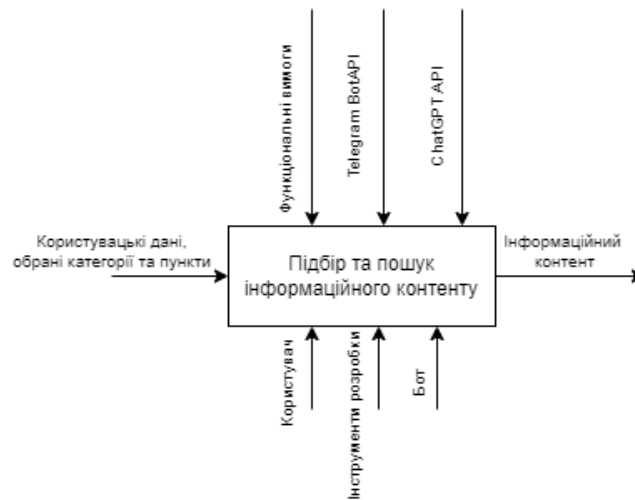 Функціональні вимоги
Telegram BotAPI
ChatGPT API
Користувацькі дані,
обрані категорії та пункти
Підбір та пошук
інформаційного контенту
Інформаційний
контент
Користувач
Інструменти розробки
Бот